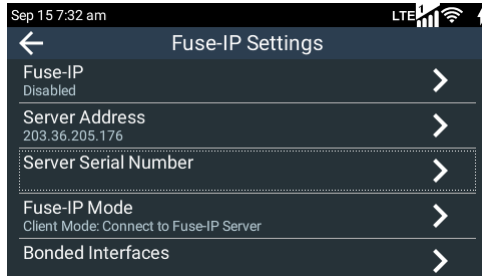 Sep 15 7:32 am LTE 1
Fuse-IP Settings
Fuse-IP
Disabled
Server Address
203.36.205.176
Server Serial Number
Fuse-IP Mode
Client Mode: Connect to Fuse-IP Server
Bonded Interfaces